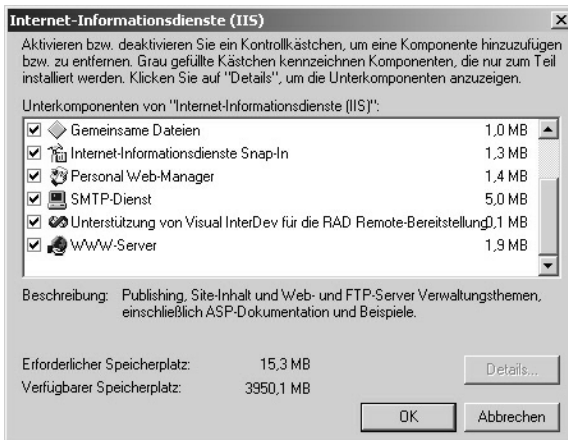 Internet-Informationsdienste (IIS)
Aktivieren bzw. deaktivieren Sie ein Kontrollkästchen, um eine Komponente hinzuzufügen
bzw. zu entfernen. Grau gefüllte Kästchen kennzeichnen Komponenten, die nur zum Teil
installiert werden. Klicken Sie auf "Details", um die Unterkomponenten anzuzeigen.
Unterkomponenten von "Internet-Informationsdienste (IIS)":
Gemeinsame Dateien 1,0 MB
Internet-Informationsdienste Snap-In 1,3 MB
Personal Web-Manager 1,4 MB
SMTP-Dienst 5,0 MB
Unterstützung von Visual InterDev für die RAD Remote-Bereitstellung 0,1 MB
WWW-Server 1,9 MB
Beschreibung: Publishing, Site-Inhalt und Web- und FTP-Server Verwaltungsthemen,
einschließlich ASP-Dokumentation und Beispiele.
Erforderlicher Speicherplatz: 15,3 MB
Details...
Verfügbarer Speicherplatz: 3950,1 MB
OK Abbrechen